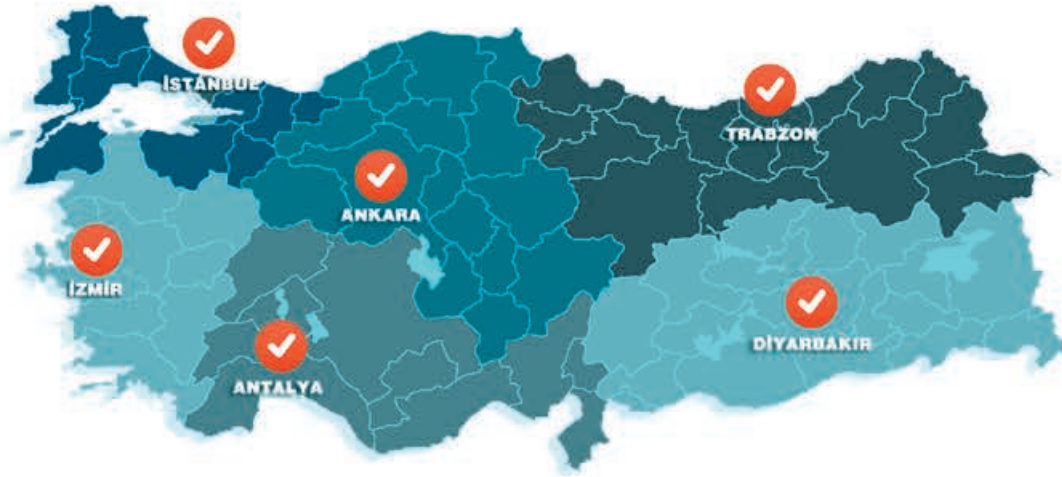 İSTANBUL
TRABZON
ANKARA
İZMİR
DİYARBAKIR
ANTALYA